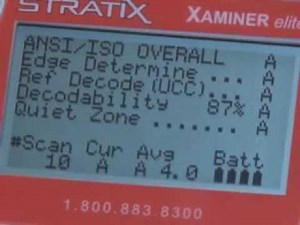 STRATIX XAMINER elite
ANSI/ISO OVERALL A
Edge Determine ... A
Ref Decode(UCC)... A
Decodability 87% A
Quiet Zone ....... A
#Scan Cur Avg Batt
10 A A 4.0
1.800.883.8300